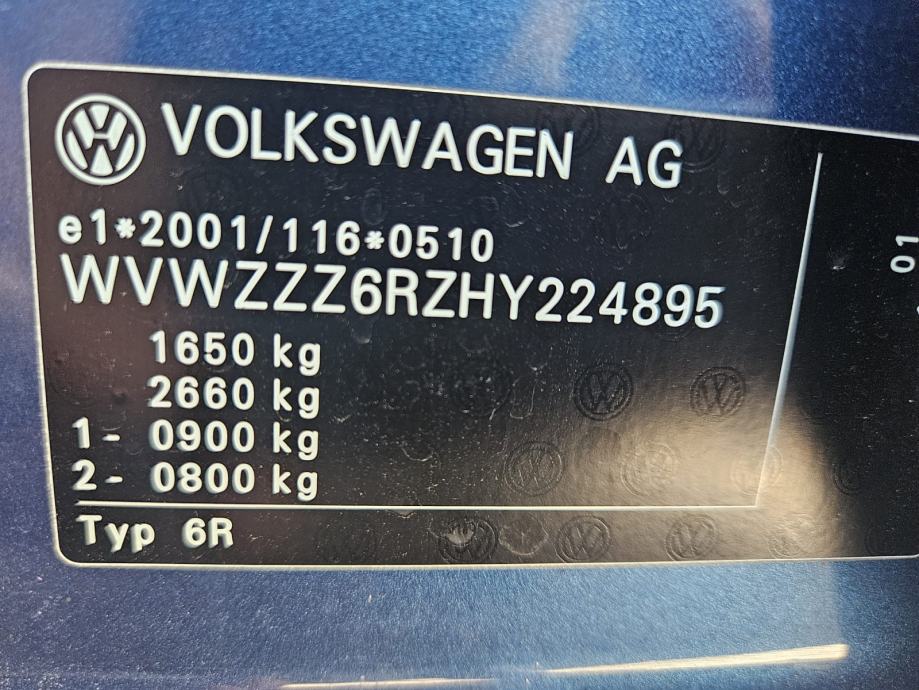 VOLKSWAGEN AG
e1*2001/116*0510
WVWZZZ6RZHY224895
1650 kg
2660 kg
1- 0900 kg
2- 0800 kg
Typ 6R
01